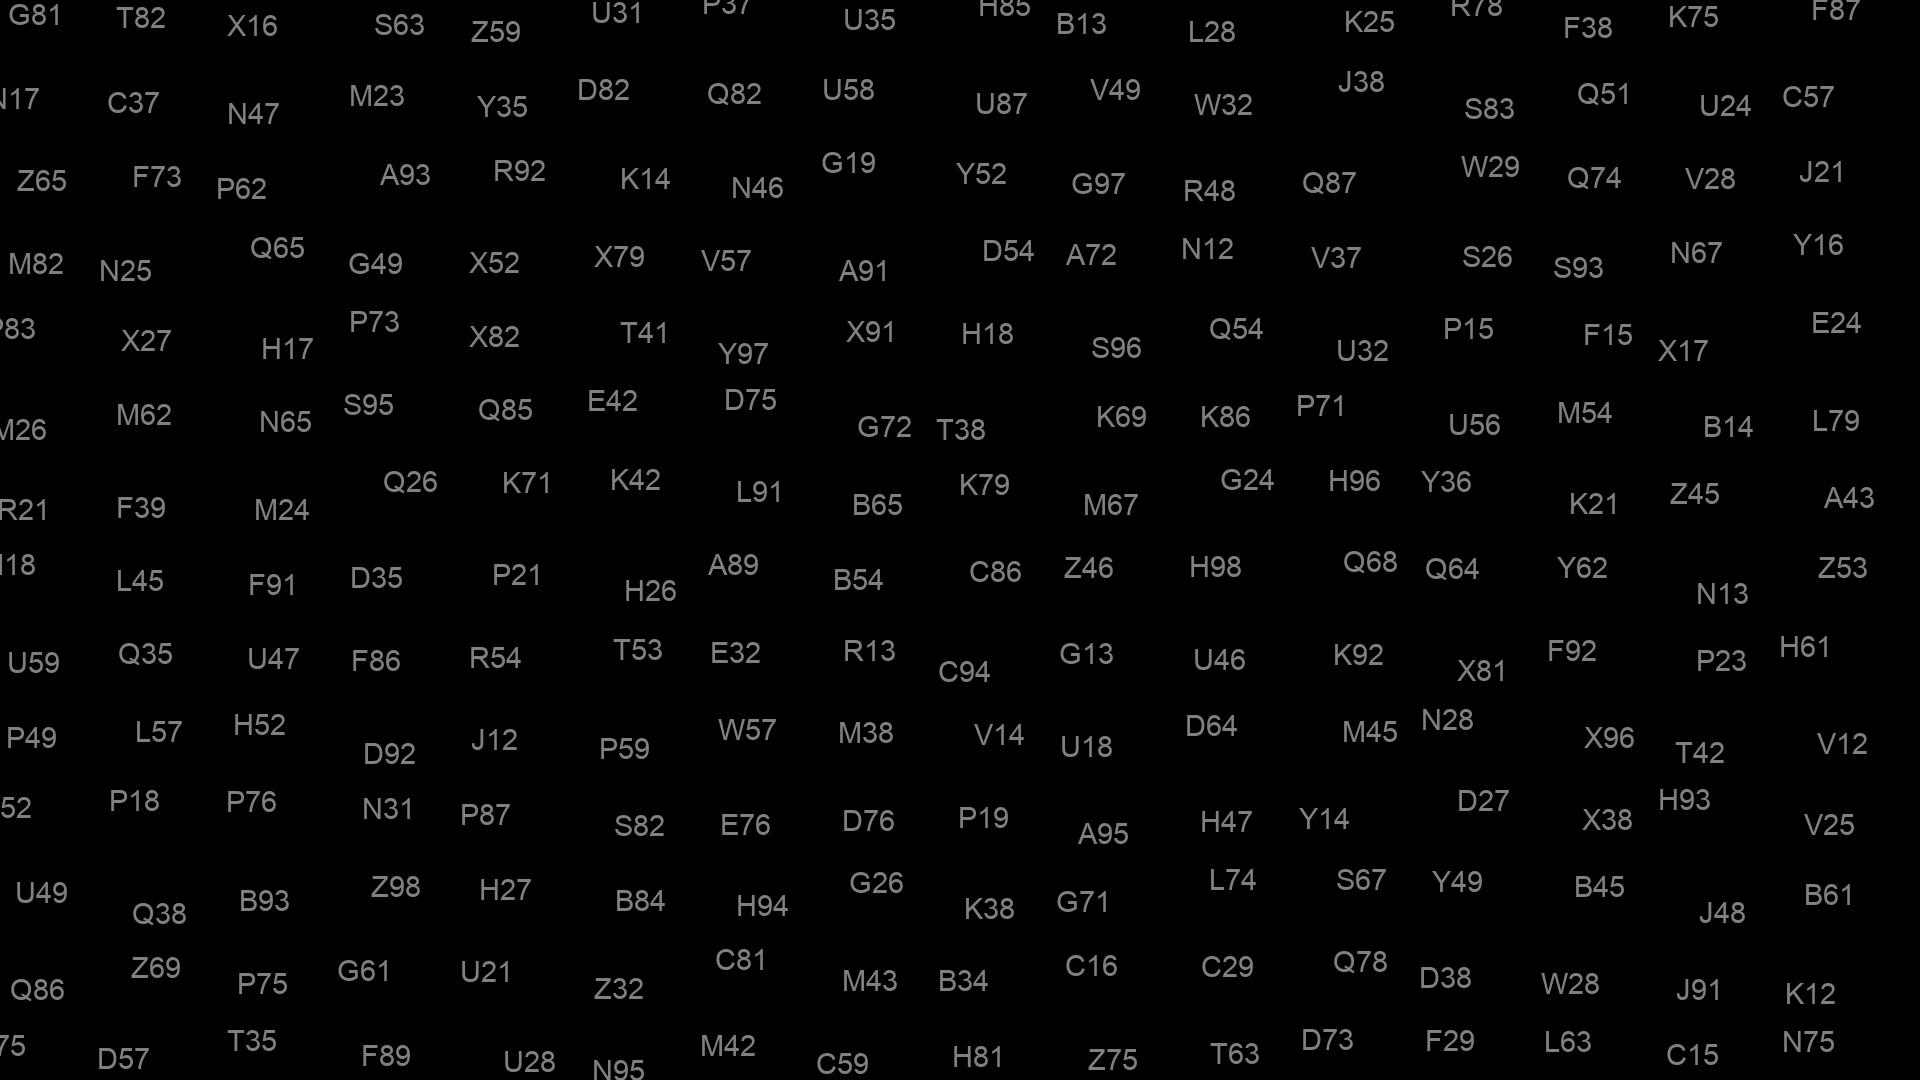 G81 T82 X16 S63 Z59 U31 P37 U35 H85 B13 L28 K25 R78 F38 K75 F87
N17 C37 N47 M23 Y35 D82 Q82 U58 U87 V49 W32 J38 S83 Q51 U24 C57
Z65 F73 P62 A93 R92 K14 N46 G19 Y52 G97 R48 Q87 W29 Q74 V28 J21
M82 N25 Q65 G49 X52 X79 V57 A91 D54 A72 N12 V37 S26 S93 N67 Y16
P83 X27 H17 P73 X82 T41 Y97 X91 H18 S96 Q54 U32 P15 F15 X17 E24
M26 M62 N65 S95 Q85 E42 D75 G72 T38 K69 K86 P71 U56 M54 B14 L79
R21 F39 M24 Q26 K71 K42 L91 B65 K79 M67 G24 H96 Y36 K21 Z45 A43
18 L45 F91 D35 P21 H26 A89 B54 C86 Z46 H98 Q68 Q64 Y62 N13 Z53
U59 Q35 U47 F86 R54 T53 E32 R13 C94 G13 U46 K92 X81 F92 P23 H61
P49 L57 H52 D92 J12 P59 W57 M38 V14 U18 D64 M45 N28 X96 T42 V12
52 P18 P76 N31 P87 S82 E76 D76 P19 A95 H47 Y14 D27 X38 H93 V25
U49 Q38 B93 Z98 H27 B84 H94 G26 K38 G71 L74 S67 Y49 B45 J48 B61
Q86 Z69 P75 G61 U21 Z32 C81 M43 B34 C16 C29 Q78 D38 W28 J91 K12
75 D57 T35 F89 U28 N95 M42 C59 H81 Z75 T63 D73 F29 L63 C15 N75